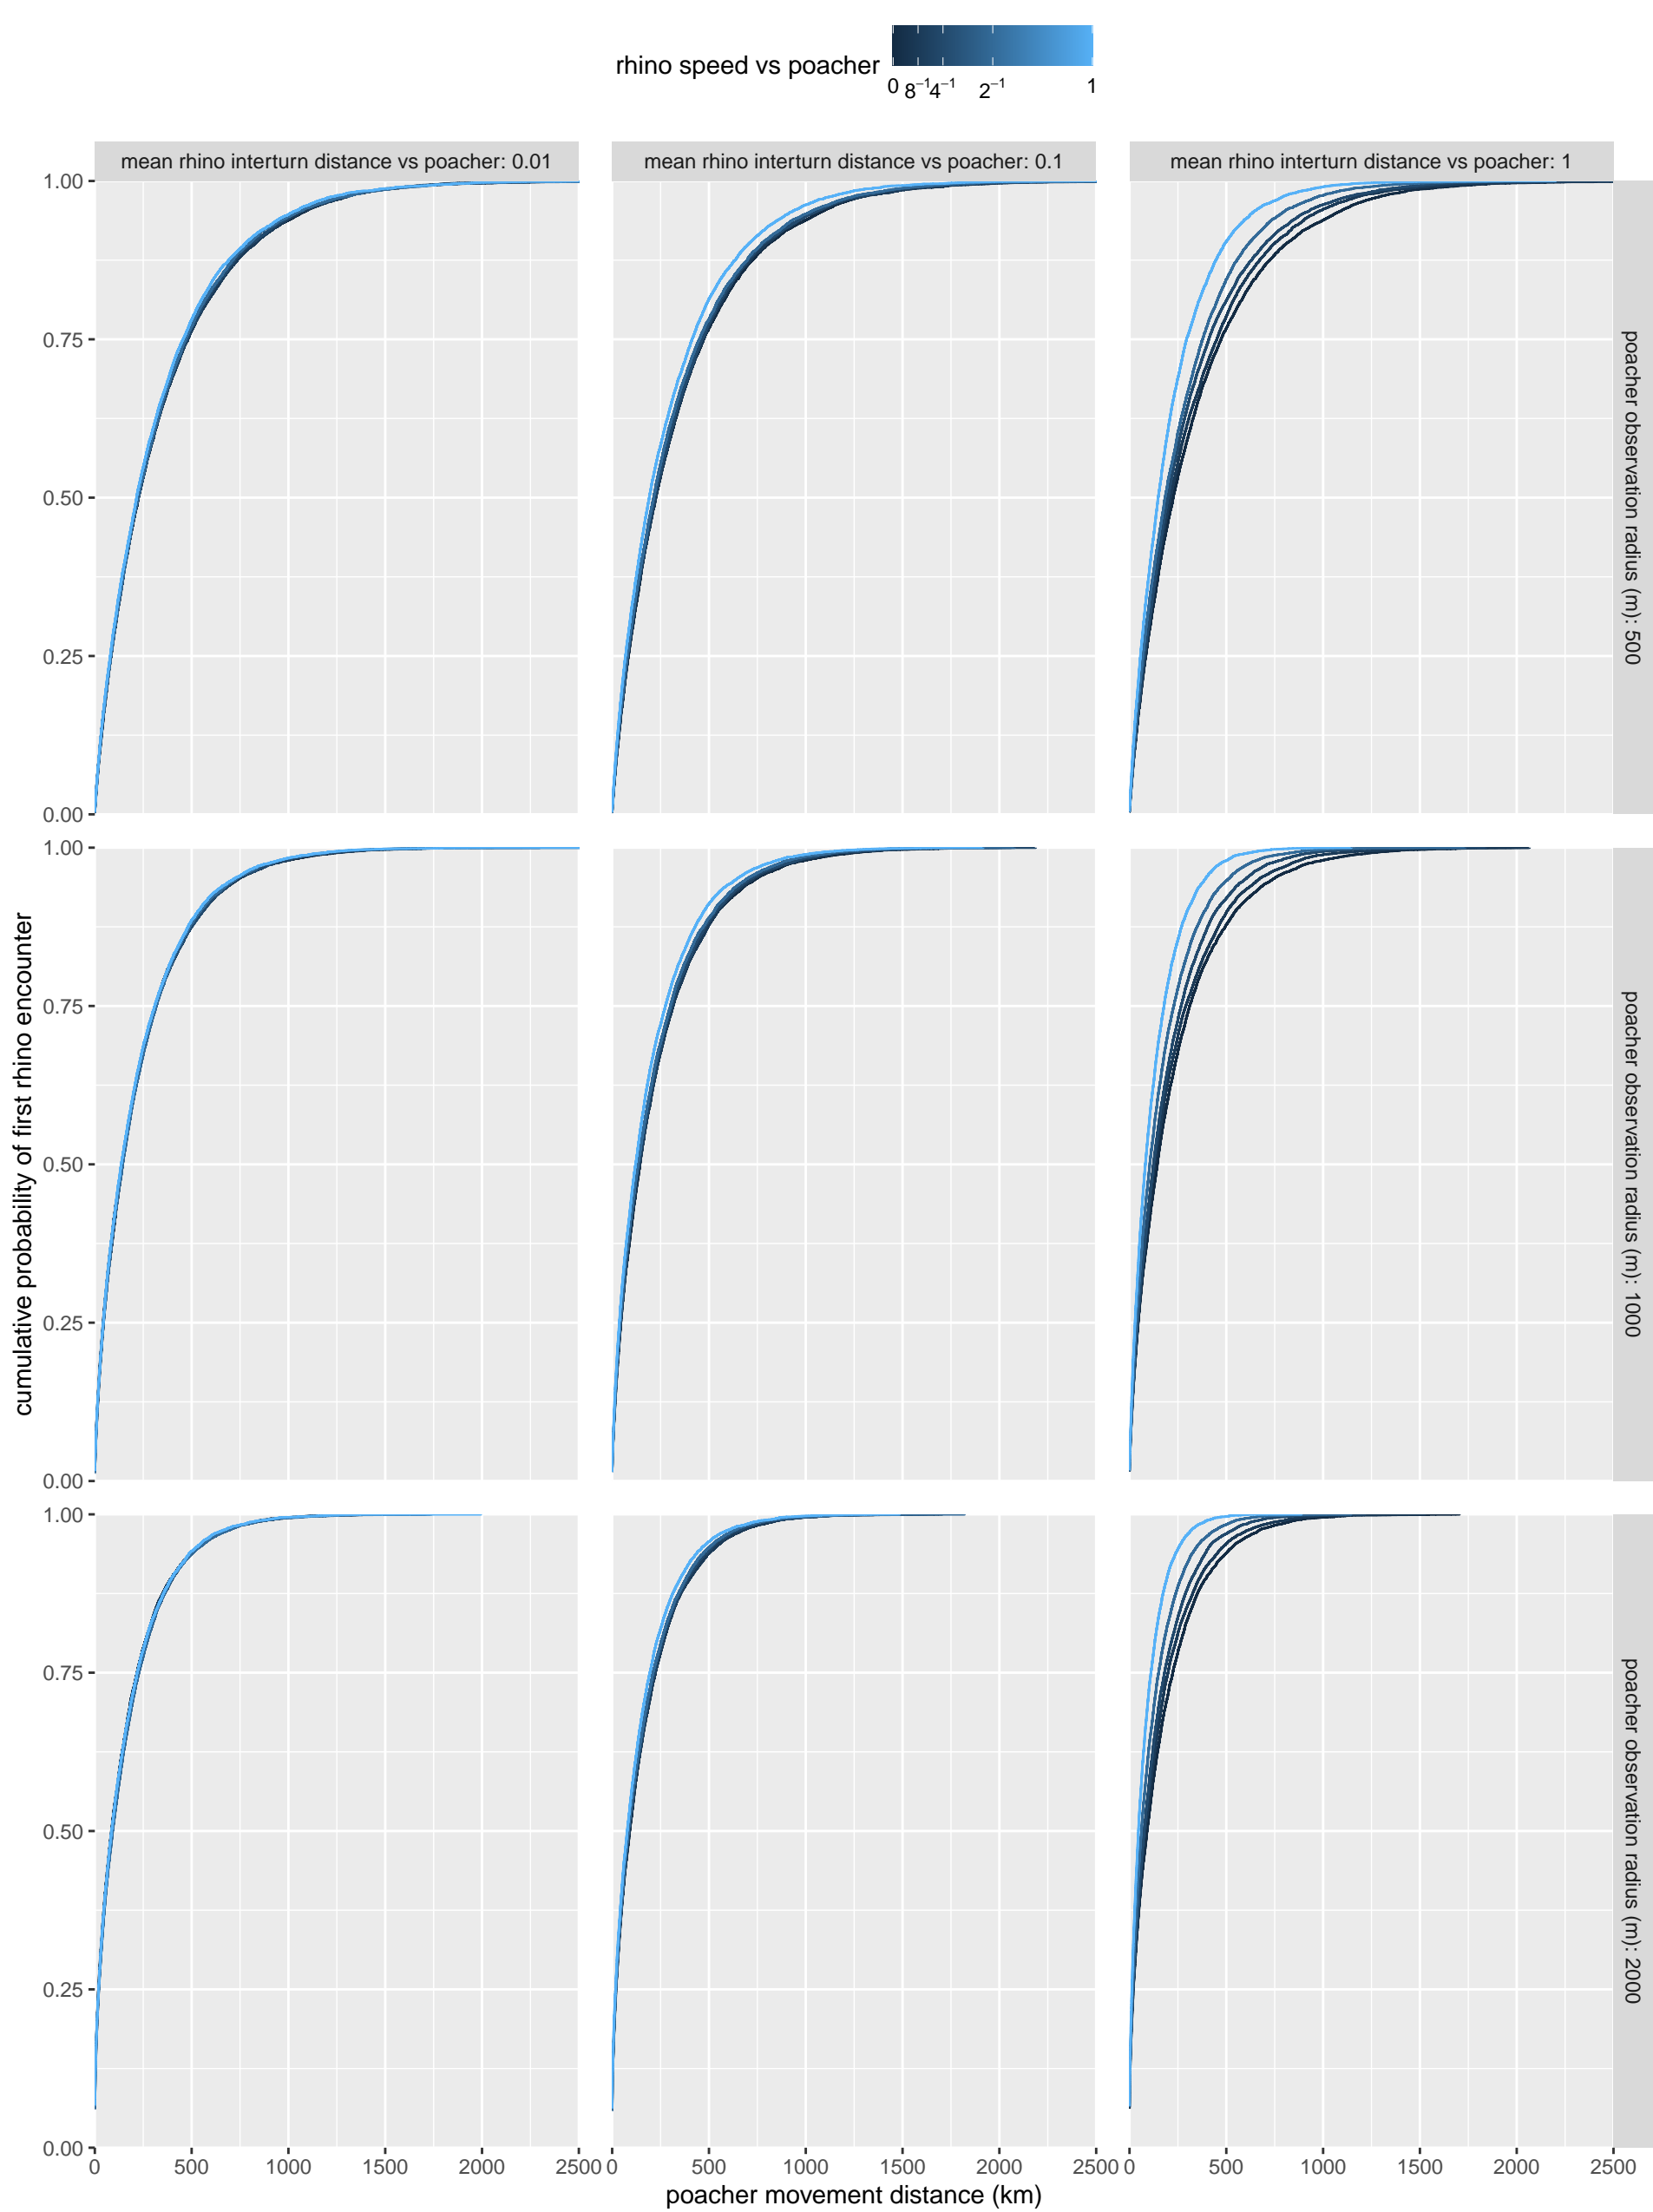 rhino speed vs poacher
0 8⁻¹ 4⁻¹ 2⁻¹ 1
mean rhino interturn distance vs poacher: 0.01
mean rhino interturn distance vs poacher: 0.1
mean rhino interturn distance vs poacher: 1
1.00
0.75
0.50
0.25
0.00
poacher observation radius (m): 500
cumulative probability of first rhino encounter
1.00
0.75
0.50
0.25
0.00
poacher observation radius (m): 1000
1.00
0.75
0.50
0.25
0.00
poacher observation radius (m): 2000
0 500 1000 1500 2000 2500
0 500 1000 1500 2000 2500
0 500 1000 1500 2000 2500
poacher movement distance (km)